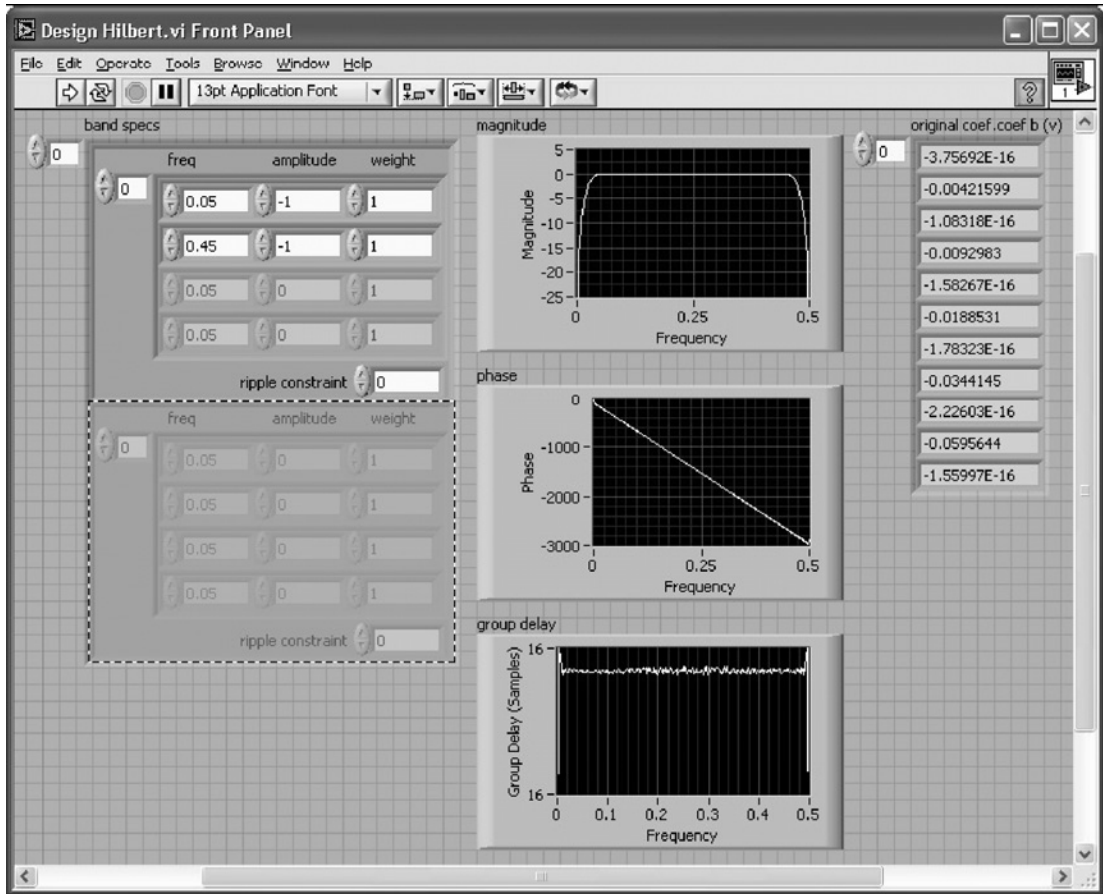 Design Hilbert.vi Front Panel
File Edit Operate Tools Browse Window Help
13pt Application Font
?
1
band specs
0
freq amplitude weight
0
0.05 -1 1
0.45 -1 1
0.05 0 1
0.05 0 1
ripple constraint 0
freq amplitude weight
0
0.05 0 1
0.05 0 1
0.05 0 1
0.05 0 1
ripple constraint 0
magnitude
Magnitude
5
0
-5
-10
-15
-20
-25
0 0.25 0.5
Frequency
phase
Phase
0
-1000
-2000
-3000
0 0.25 0.5
Frequency
group delay
Group Delay (Samples)
16
16
0 0.1 0.2 0.3 0.4 0.5
Frequency
original coef.coef b (v)
0
-3.75692E-16
-0.00421599
-1.08318E-16
-0.0092983
-1.58267E-16
-0.0188531
-1.78323E-16
-0.0344145
-2.22603E-16
-0.0595644
-1.55997E-16